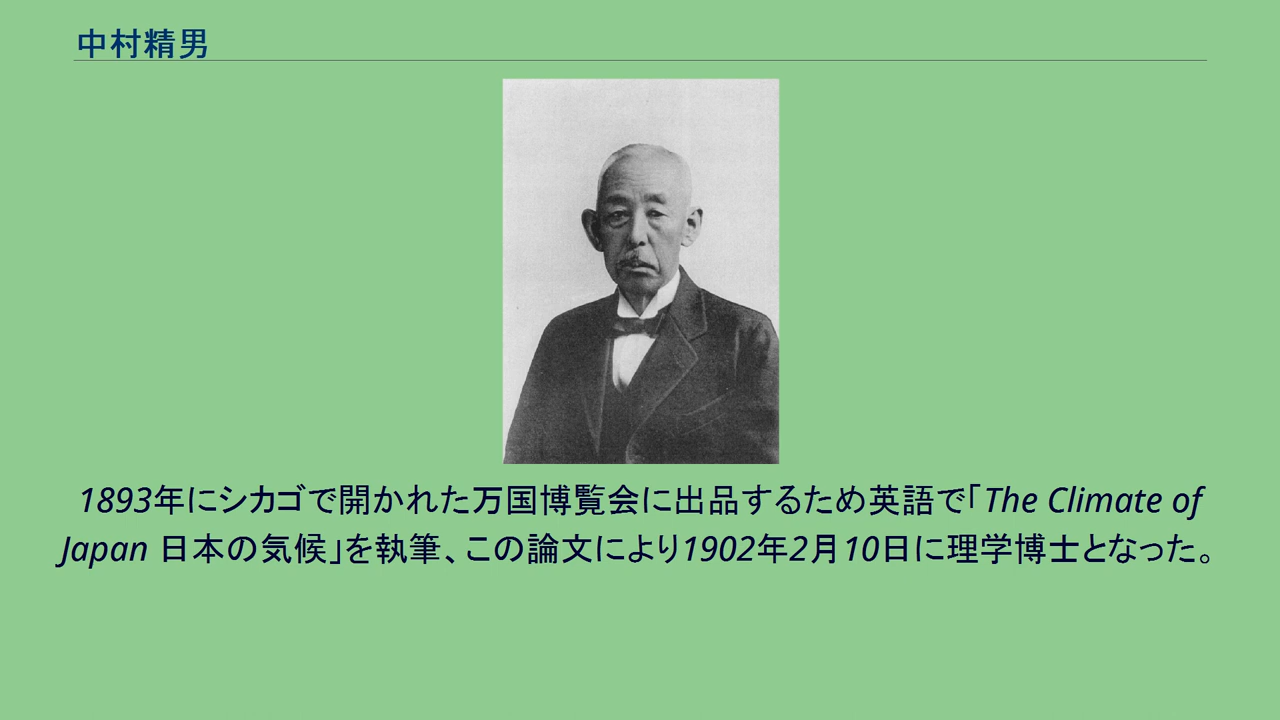 中村精男
1893年にシカゴで開かれた万国博覧会に出品するため英語で「The Climate of
Japan 日本の気候」を執筆、この論文により1902年2月10日に理学博士となった。